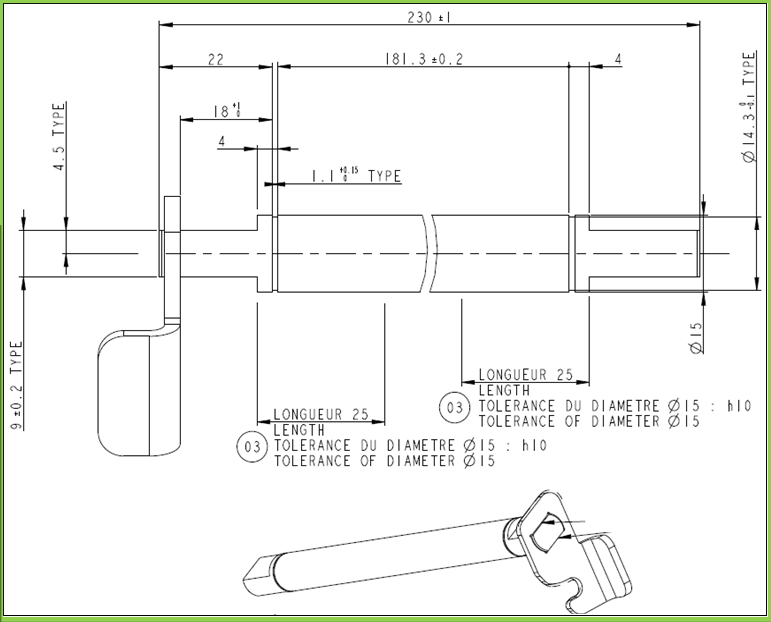 230 ±1
22
181.3 ±0.2
4
18 +1 0
4
1.1 +0.15 0 TYPE
4.5 TYPE
Ø14.3 -0 -0.1 TYPE
9 ±0.2 TYPE
Ø15
LONGUEUR 25
LENGTH
03 TOLERANCE DU DIAMETRE Ø15 : h10
TOLERANCE OF DIAMETER Ø15
LONGUEUR 25
LENGTH
03 TOLERANCE DU DIAMETRE Ø15 : h10
TOLERANCE OF DIAMETER Ø15